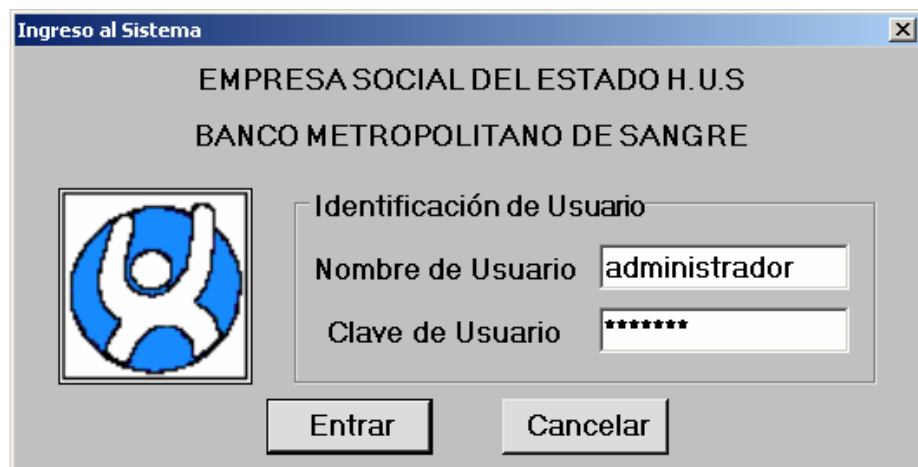 Ingreso al Sistema
EMPRESA SOCIAL DEL ESTADO H.U.S
BANCO METROPOLITANO DE SANGRE
Identificación de Usuario
Nombre de Usuario administrador
Clave de Usuario *******
Entrar Cancelar